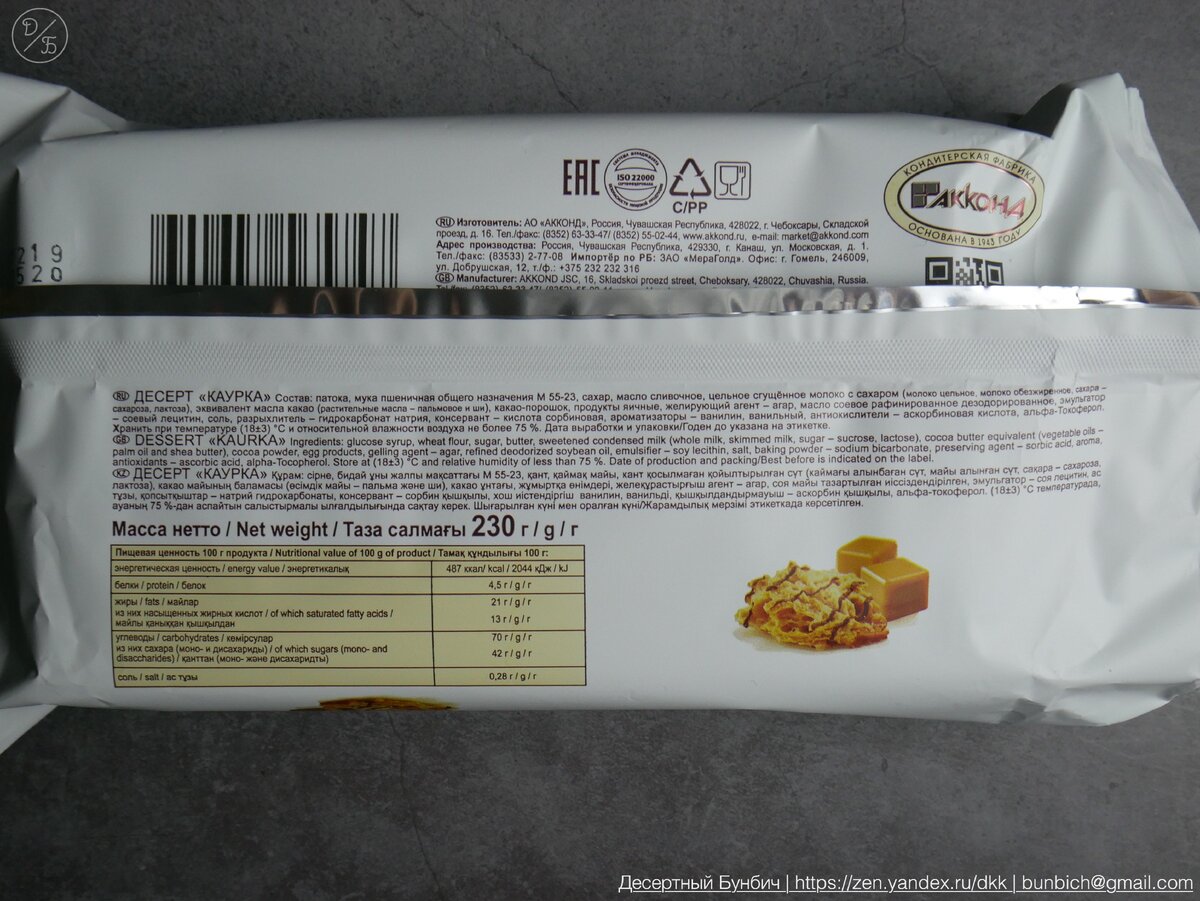 Д/Б
EAC
СИСТЕМА МЕНЕДЖМЕНТА
ISO 22000
СЕРТИФИЦИРОВАНА
C/PP
КОНДИТЕРСКАЯ ФАБРИКА
АККОНД
ОСНОВАНА В 1943 ГОДУ
219
520
RU Изготовитель: АО «АККОНД», Россия, Чувашская Республика, 428022, г. Чебоксары, Складской
проезд, д. 16. Тел./факс: (8352) 63-33-47/ (8352) 55-02-44, www.akkond.ru, e-mail: market@akkond.com
Адрес производства: Россия, Чувашская Республика, 429330, г. Канаш, ул. Московская, д. 1.
Тел./факс: (83533) 2-77-08 Импортёр по РБ: ЗАО «МераГолд». Офис: г. Гомель, 246009,
ул. Добрушская, 12, т./ф.: +375 232 232 316
GB Manufacturer: AKKOND JSC, 16, Skladskoi proezd street, Cheboksary, 428022, Chuvashia, Russia.
RU ДЕСЕРТ «КАУРКА» Состав: патока, мука пшеничная общего назначения М 55-23, сахар, масло сливочное, цельное сгущённое молоко с сахаром (молоко цельное, молоко обезжиренное, сахара –
сахароза, лактоза), эквивалент масла какао (растительные масла – пальмовое и ши), какао-порошок, продукты яичные, желирующий агент – агар, масло соевое рафинированное дезодорированное, эмульгатор
– соевый лецитин, соль, разрыхлитель – гидрокарбонат натрия, консервант – кислота сорбиновая, ароматизаторы – ванилин, ванильный, антиокислители – аскорбиновая кислота, альфа-Токоферол.
Хранить при температуре (18±3) °С и относительной влажности воздуха не более 75 %. Дата выработки и упаковки/Годен до указана на этикетке.
GB DESSERT «KAURKA» Ingredients: glucose syrup, wheat flour, sugar, butter, sweetened condensed milk (whole milk, skimmed milk, sugar – sucrose, lactose), cocoa butter equivalent (vegetable oils –
palm oil and shea butter), cocoa powder, egg products, gelling agent – agar, refined deodorized soybean oil, emulsifier – soy lecithin, salt, baking powder – sodium bicarbonate, preserving agent – sorbic acid, aroma,
antioxidants – ascorbic acid, alpha-Tocopherol. Store at (18±3) °C and relative humidity of less than 75 %. Date of production and packing/Best before is indicated on the label.
KZ ДЕСЕРТ «КАУРКА» Құрам: сірне, бидай ұны жалпы мақсаттағы М 55-23, қант, қаймақ майы, қант қосылмаған қойылтырылған сүт (қаймағы алынбаған сүт, майы алынған сүт, сақара – сахароза,
лактоза), какао майының баламасы (өсімдік майы – пальма және ши), какао ұнтағы, жұмыртқа өнімдері, желеқұрастырғыш агент – агар, соя майы тазартылған иіссіздендірілген, эмульгатор – соя лецитин, ас
тұзы, қопсытқыштар – натрий гидрокарбонаты, консервант – сорбин қышқылы, хош иістендіргіш ванилин, ванильді, қышқылдандырмауыш – аскорбин қышқылы, альфа-токоферол. (18±3) °С температурада,
ауаның 75 %-дан аспайтын салыстырмалы ылғалдылығында сақтау керек. Шығарылған күні мен оралған күні/Жарамдылық мерзімі этикеткада көрсетілген.
Масса нетто / Net weight / Таза салмағы 230 г / g / г
Пищевая ценность 100 г продукта / Nutritional value of 100 g of product / Тамақ құндылығы 100 г:
энергетическая ценность / energy value / энергетикалық 487 ккал/ kcal / 2044 кДж / kJ
белки / protein / белок 4,5 г / g / г
жиры / fats / майлар 21 г / g / г
из них насыщенных жирных кислот / of which saturated fatty acids / 13 г / g / г
майлы қаныққан қышқылдан
углеводы / carbohydrates / көмірсулар 70 г / g / г
из них сахара (моно- и дисахариды) / of which sugars (mono- and 42 г / g / г
disaccharides) / қанттан (моно- және дисахаридты)
соль / salt / ас тұзы 0,28 г / g / г
Десертный Бунбич | https://zen.yandex.ru/dkk | bunbich@gmail.com